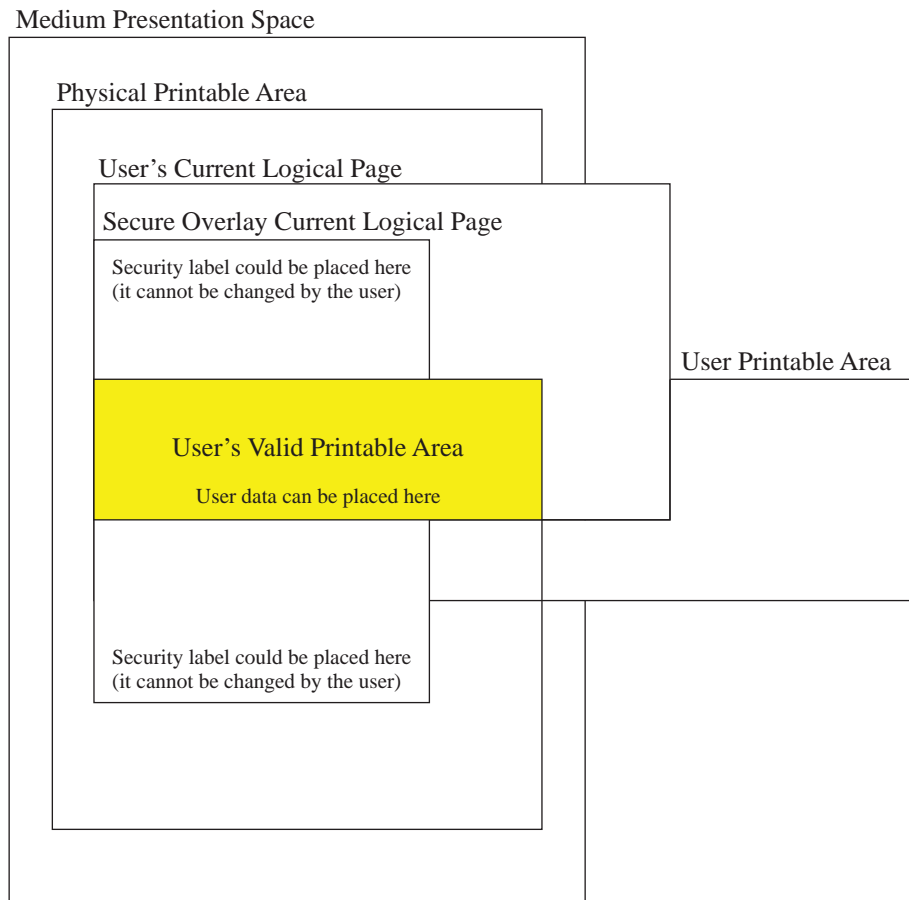 Medium Presentation Space
Physical Printable Area
User’s Current Logical Page
Secure Overlay Current Logical Page
Security label could be placed here
(it cannot be changed by the user)
User Printable Area
User’s Valid Printable Area
User data can be placed here
Security label could be placed here
(it cannot be changed by the user)